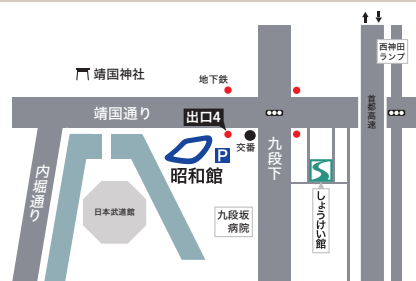 西神田
ランプ
靖国神社
地下鉄
首都高速
靖国通り
出口4
交番
P
昭和館
九段下
内堀通り
日本武道館
九段坂
病院
しょうけい館